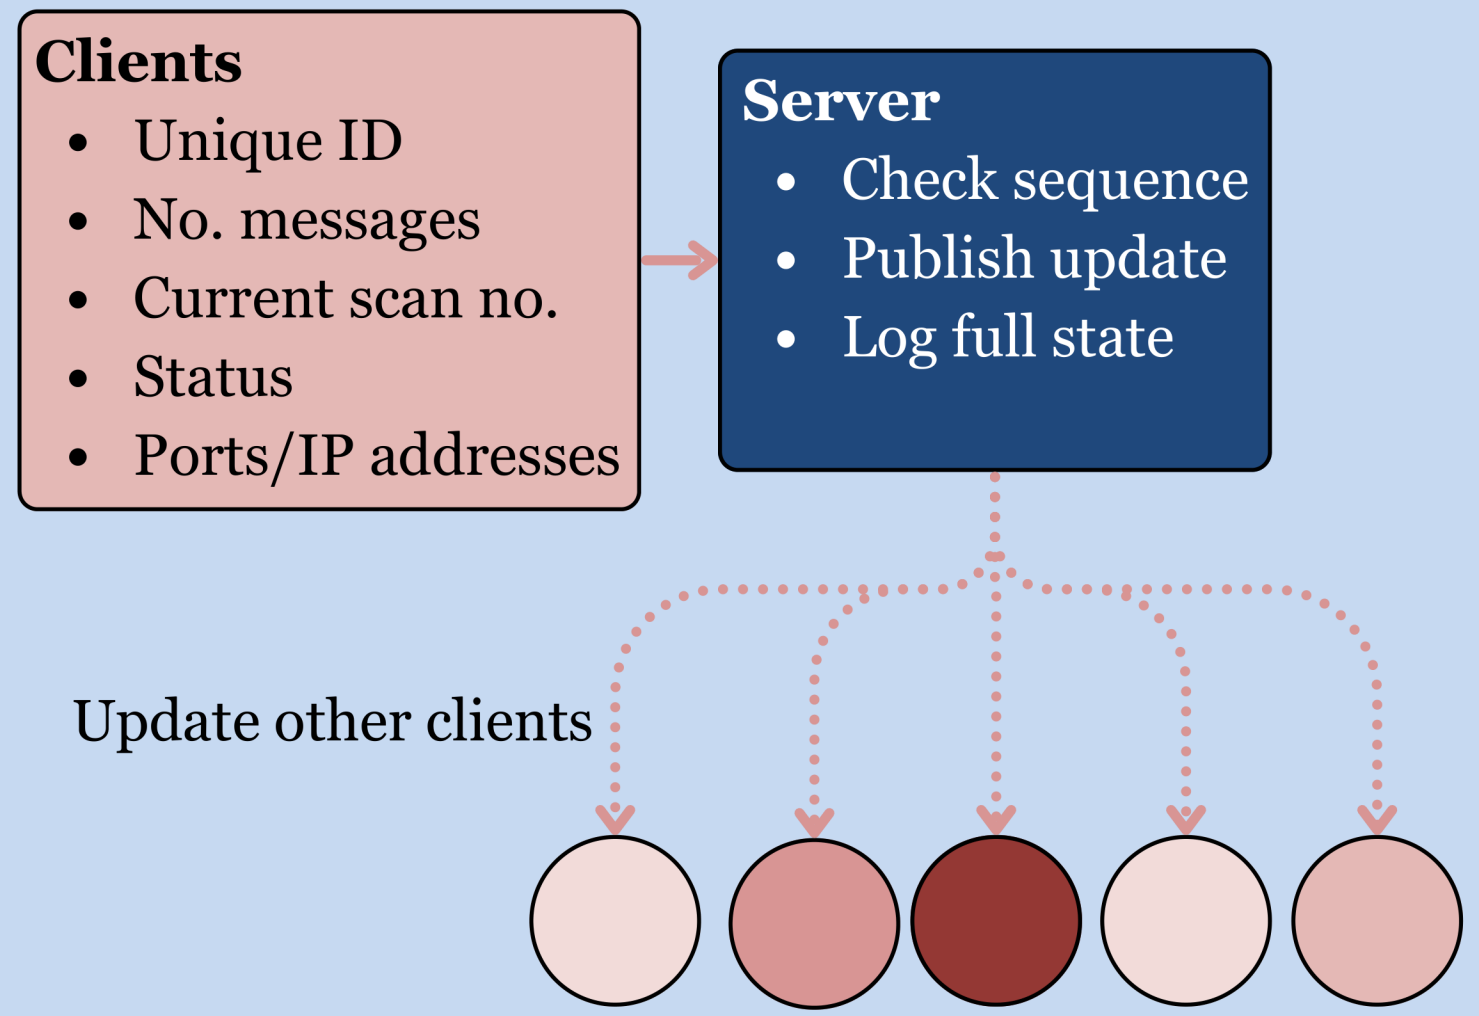 Clients
• Unique ID
• No. messages
• Current scan no.
• Status
• Ports/IP addresses
Server
• Check sequence
• Publish update
• Log full state
Update other clients